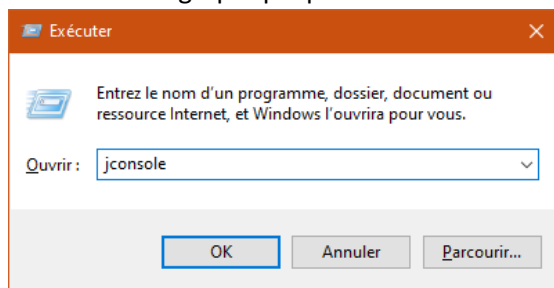 Exécuter
Entrez le nom d'un programme, dossier, document ou
ressource Internet, et Windows l'ouvrira pour vous.
Ouvrir : jconsole
OK Annuler Parcourir...